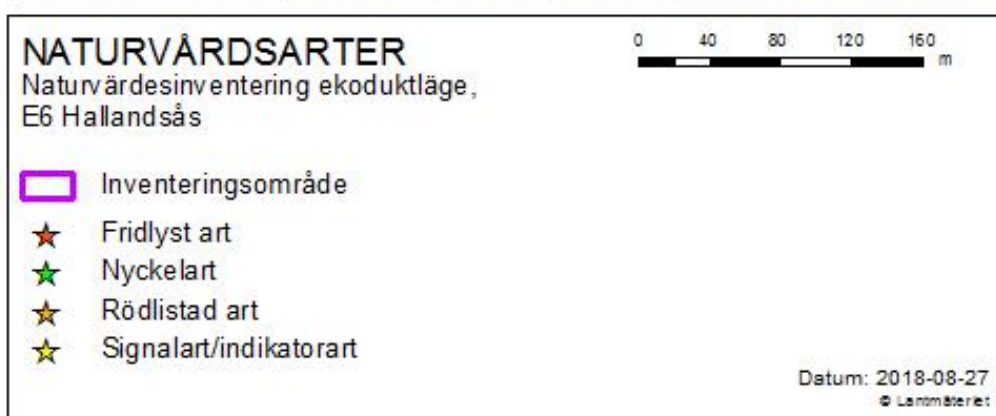 NATURVÅRDSARTER
Naturvärdesinventering ekoduktläge,
E6 Hallandsås
0 40 80 120 160
m
Inventeringsområde
Fridlyst art
Nyckelart
Rödlistad art
Signalart/indikatorart
Datum: 2018-08-27
© Lantmäteriet